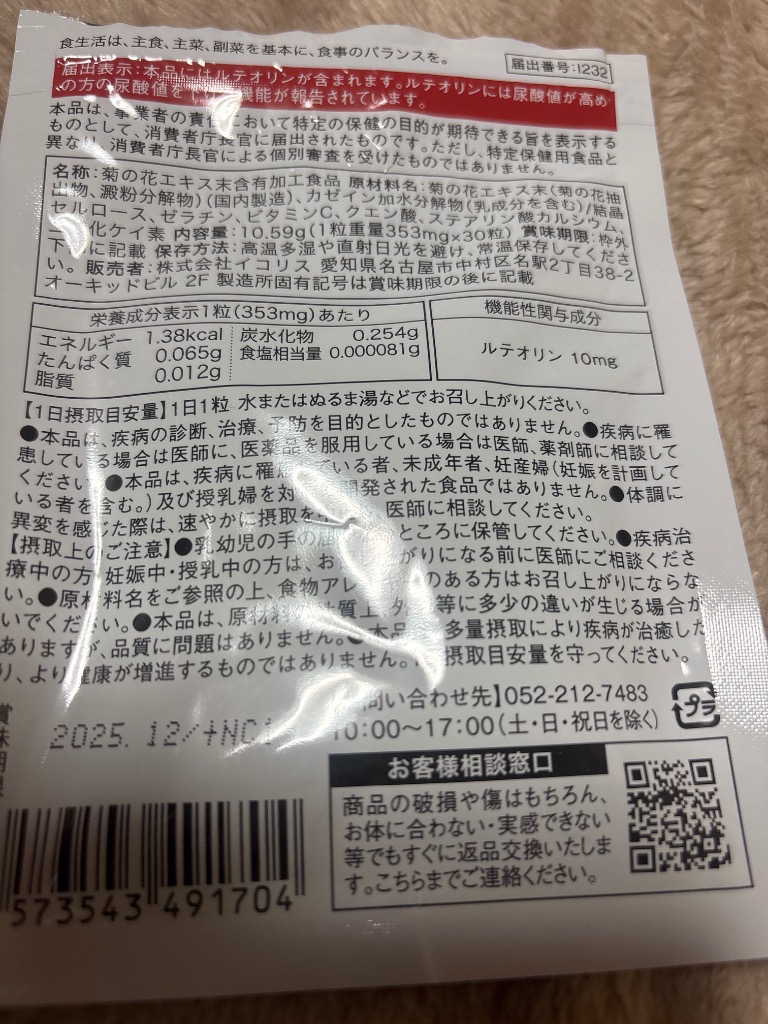 食生活は、主食、主菜、副菜を基本に、食事のバランスを。
届出番号:I232
届出表示:本品にはルテオリンが含まれます。ルテオリンには尿酸値が高め
の方の尿酸値を 機能が報告されています。
本品は、事業者の責任において特定の保健の目的が期待できる旨を表示する
ものとして、消費者庁長官に届出されたものです。ただし、特定保健用食品と
異なり、消費者庁長官による個別審査を受けたものではありません。
名称:菊の花エキス末含有加工食品 原材料名:菊の花エキス末(菊の花抽
出物、澱粉分解物)(国内製造)、カゼイン加水分解物(乳成分を含む)/結晶
セルロース、ゼラチン、ビタミンC、クエン酸、ステアリン酸カルシウム、
化ケイ素 内容量:10.59g(1粒重量353mg×30粒) 賞味期限:枠外
下 に記載 保存方法:高温多湿や直射日光を避け、常温保存してくださ
い。 販売者:株式会社イコリス 愛知県名古屋市中村区名駅2丁目38-2
オーキッドビル 2F 製造所固有記号は賞味期限の後に記載
栄養成分表示1粒(353mg)あたり
エネルギー 1.38kcal 炭水化物 0.254g
たんぱく質 0.065g 食塩相当量 0.000081g
脂質 0.012g
機能性関与成分
ルテオリン 10mg
【1日摂取目安量】1日1粒 水またはぬるま湯などでお召し上がりください。
●本品は、疾病の診断、治療、予防を目的としたものではありません。●疾病に罹
患している場合は医師に、医薬品を服用している場合は医師、薬剤師に相談して
ください。●本品は、疾病に罹患 ている者、未成年者、妊産婦(妊娠を計画して
いる者を含む。)及び授乳婦を対 開発された食品ではありません。●体調に
異変を感じた際は、速やかに摂取を 医師に相談してください。
【摂取上のご注意】●乳幼児の手の届 ところに保管してください。●疾病治
療中の方・妊娠中・授乳中の方は、お がりになる前に医師にご相談くださ
い。●原材料名をご参照の上、食物アレ のある方はお召し上がりにならな
いでください。●本品は、原材料 性質上、外 等に多少の違いが生じる場合が
ありますが、品質に問題はありません。●本品 多量摂取により疾病が治癒した
り、より健康が増進するものではありません。 摂取目安量を守ってください。
賞味期限
2025. 12/+NC1
問い合わせ先】052-212-7483
10:00～17:00(土・日・祝日を除く)
プラ
お客様相談窓口
商品の破損や傷はもちろん、
お体に合わない・実感できない
等でもすぐに返品交換いたしま
す。こちらまでご連絡ください。
573543 491704